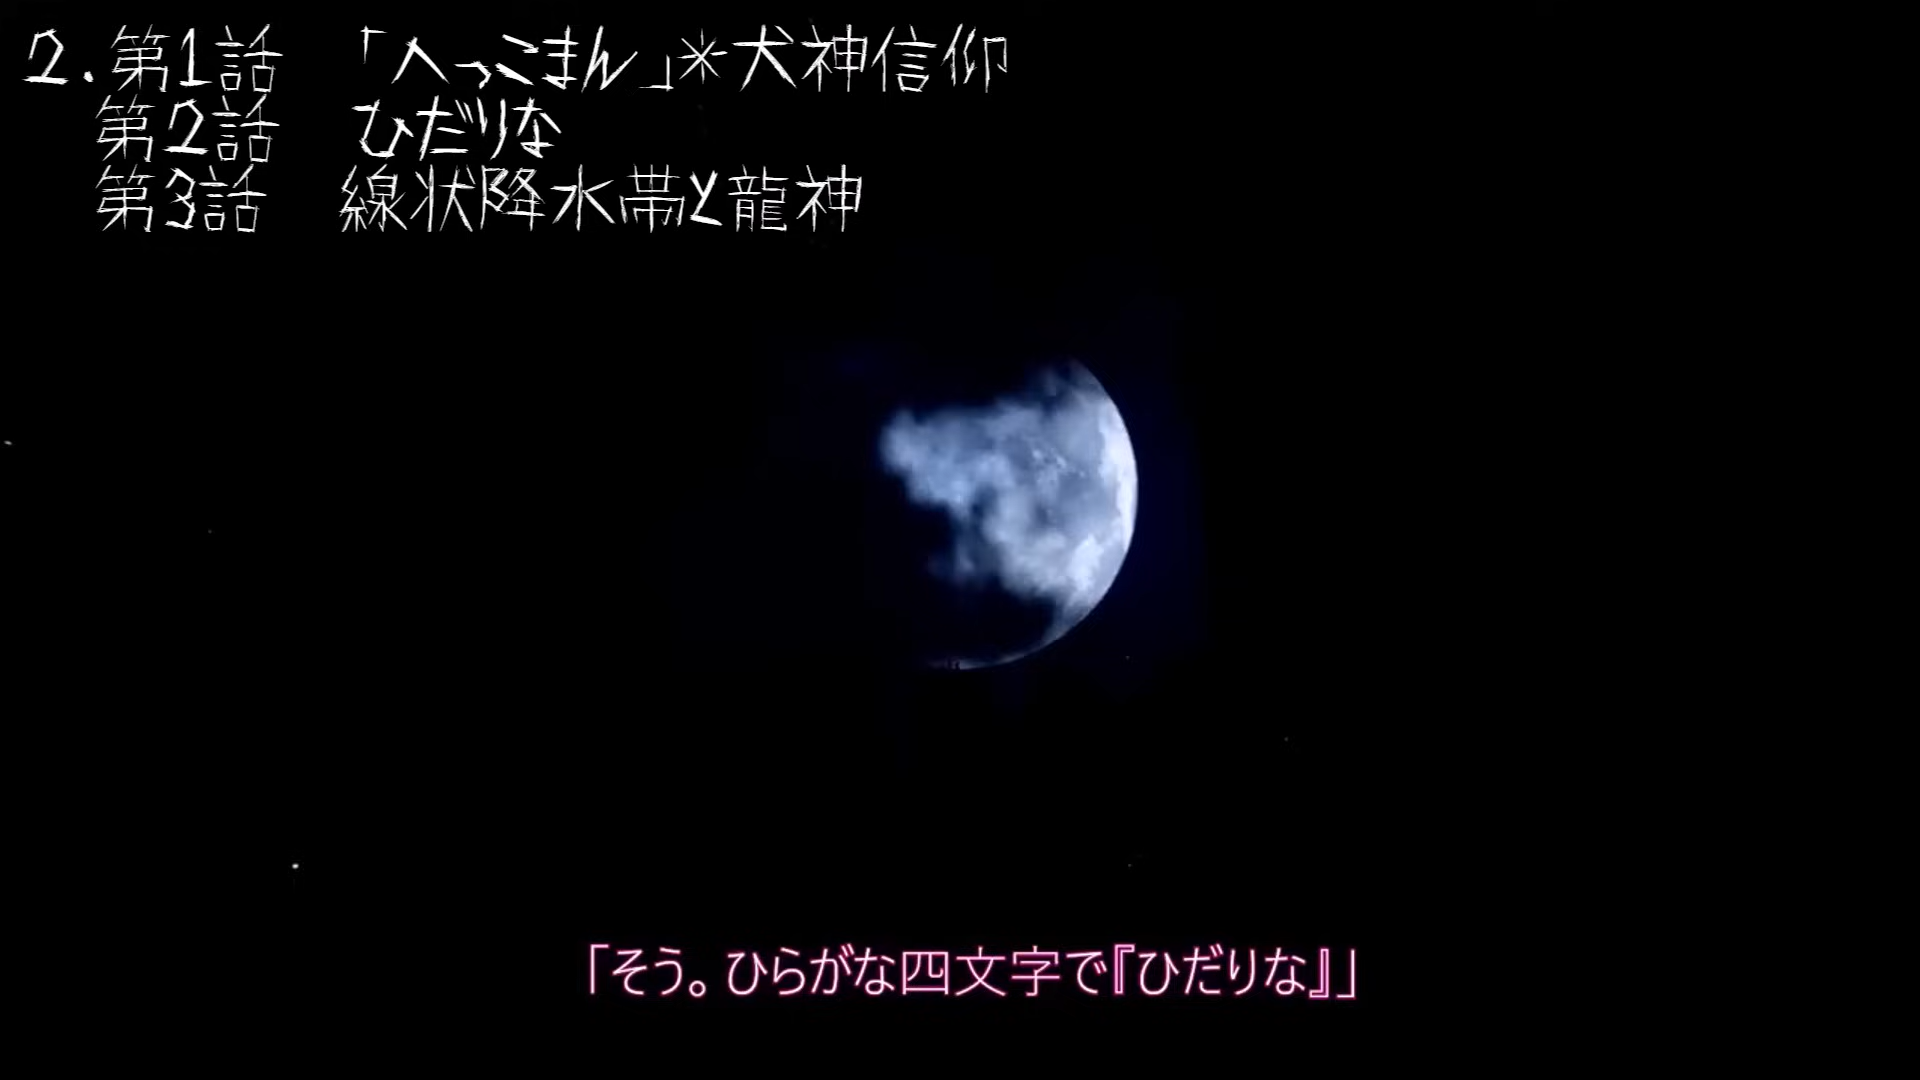 2.第1話　「へっこまん」*犬神信仰
第2話　ひだりな
第3話　線状降水帯と龍神
「そう。ひらがな四文字で『ひだりな』」